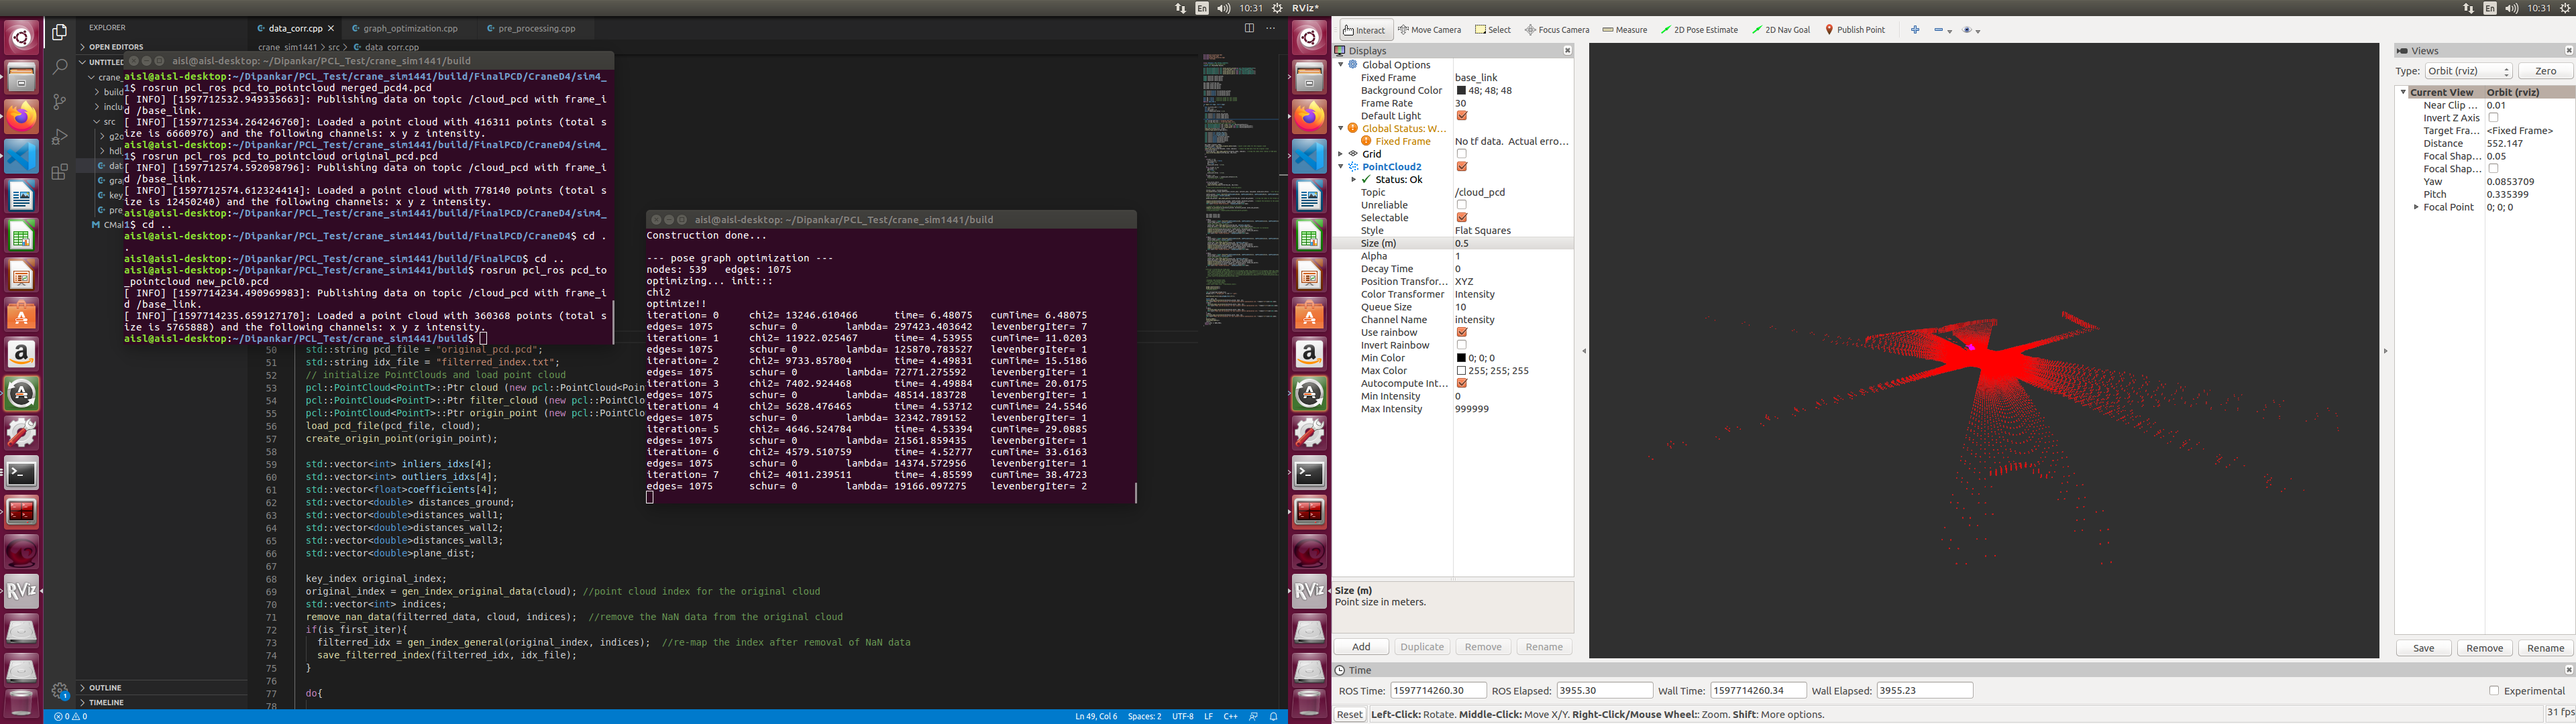 En
10:31
RViz*
En
10:31
EXPLORER
data_corr.cpp
graph_optimization.cpp
pre_processing.cpp
OPEN EDITORS
crane_sim1441 › src › data_corr.cpp
UNTITLED
crane_
build
inclu
src
g2o
hdl_
data
grap
key
pre
CMal
OUTLINE
TIMELINE
aisl@aisl-desktop: ~/Dipankar/PCL_Test/crane_sim1441/build
aisl@aisl-desktop:~/Dipankar/PCL_Test/crane_sim1441/build/FinalPCD/CraneD4/sim4_
1$ rosrun pcl_ros pcd_to_pointcloud merged_pcd4.pcd
[ INFO] [1597712532.949335663]: Publishing data on topic /cloud_pcd with frame_i
d /base_link.
[ INFO] [1597712534.264246760]: Loaded a point cloud with 416311 points (total s
ize is 6660976) and the following channels: x y z intensity.
aisl@aisl-desktop:~/Dipankar/PCL_Test/crane_sim1441/build/FinalPCD/CraneD4/sim4_
1$ rosrun pcl_ros pcd_to_pointcloud original_pcd.pcd
[ INFO] [1597712574.592098796]: Publishing data on topic /cloud_pcd with frame_i
d /base_link.
[ INFO] [1597712574.612324414]: Loaded a point cloud with 778140 points (total s
ize is 12450240) and the following channels: x y z intensity.
aisl@aisl-desktop:~/Dipankar/PCL_Test/crane_sim1441/build/FinalPCD/CraneD4/sim4_
1$ cd ..
aisl@aisl-desktop:~/Dipankar/PCL_Test/crane_sim1441/build/FinalPCD/CraneD4$ cd .
.
aisl@aisl-desktop:~/Dipankar/PCL_Test/crane_sim1441/build/FinalPCD$ cd ..
aisl@aisl-desktop:~/Dipankar/PCL_Test/crane_sim1441/build$ rosrun pcl_ros pcd_to
_pointcloud new_pcl0.pcd
[ INFO] [1597714234.490969983]: Publishing data on topic /cloud_pcd with frame_i
d /base_link.
[ INFO] [1597714235.659127170]: Loaded a point cloud with 360368 points (total s
ize is 5765888) and the following channels: x y z intensity.
aisl@aisl-desktop:~/Dipankar/PCL_Test/crane_sim1441/build$
50 std::string pcd_file = "original_pcd.pcd";
51 std::string idx_file = "filterred_index.txt";
52 // initialize PointClouds and load point cloud
53 pcl::PointCloud<PointT>::Ptr cloud (new pcl::PointCloud<Poin
54 pcl::PointCloud<PointT>::Ptr filter_cloud (new pcl::PointClo
55 pcl::PointCloud<PointT>::Ptr origin_point (new pcl::PointClo
56 load_pcd_file(pcd_file, cloud);
57 create_origin_point(origin_point);
58
59 std::vector<int> inliers_idxs[4];
60 std::vector<int> outliers_idxs[4];
61 std::vector<float>coefficients[4];
62 std::vector<double> distances_ground;
63 std::vector<double>distances_wall1;
64 std::vector<double>distances_wall2;
65 std::vector<double>distances_wall3;
66 std::vector<double>plane_dist;
67
68 key_index original_index;
69 original_index = gen_index_original_data(cloud); //point cloud index for the original cloud
70 std::vector<int> indices;
71 remove_nan_data(filterred_data, cloud, indices); //remove the NaN data from the original cloud
72 if(is_first_iter){
73 filterred_idx = gen_index_general(original_index, indices); //re-map the index after removal of NaN data
74 save_filterred_index(filterred_idx, idx_file);
75 }
76
77 do{
78
0 0
Ln 49, Col 6
Spaces: 2
UTF-8
LF
C++
aisl@aisl-desktop: ~/Dipankar/PCL_Test/crane_sim1441/build
Construction done...
--- pose graph optimization ---
nodes: 539 edges: 1075
optimizing... init:::
chi2
optimize!!
iteration= 0 chi2= 13246.610466 time= 6.48075 cumTime= 6.48075
edges= 1075 schur= 0 lambda= 297423.403642 levenbergIter= 7
iteration= 1 chi2= 11922.025467 time= 4.53955 cumTime= 11.0203
edges= 1075 schur= 0 lambda= 125870.783527 levenbergIter= 1
iteration= 2 chi2= 9733.857804 time= 4.49831 cumTime= 15.5186
edges= 1075 schur= 0 lambda= 72771.275592 levenbergIter= 1
iteration= 3 chi2= 7402.924468 time= 4.49884 cumTime= 20.0175
edges= 1075 schur= 0 lambda= 48514.183728 levenbergIter= 1
iteration= 4 chi2= 5628.476465 time= 4.53712 cumTime= 24.5546
edges= 1075 schur= 0 lambda= 32342.789152 levenbergIter= 1
iteration= 5 chi2= 4646.524784 time= 4.53394 cumTime= 29.0885
edges= 1075 schur= 0 lambda= 21561.859435 levenbergIter= 1
iteration= 6 chi2= 4579.510759 time= 4.52777 cumTime= 33.6163
edges= 1075 schur= 0 lambda= 14374.572956 levenbergIter= 1
iteration= 7 chi2= 4011.239511 time= 4.85599 cumTime= 38.4723
edges= 1075 schur= 0 lambda= 19166.097275 levenbergIter= 2
Interact
Move Camera
Select
Focus Camera
Measure
2D Pose Estimate
2D Nav Goal
Publish Point
Displays
Global Options
Fixed Frame base_link
Background Color 48; 48; 48
Frame Rate 30
Default Light
Global Status: W...
Fixed Frame No tf data. Actual erro...
Grid
PointCloud2
Status: Ok
Topic /cloud_pcd
Unreliable
Selectable
Style Flat Squares
Size (m) 0.5
Alpha 1
Decay Time 0
Position Transfor... XYZ
Color Transformer Intensity
Queue Size 10
Channel Name intensity
Use rainbow
Invert Rainbow
Min Color 0; 0; 0
Max Color 255; 255; 255
Autocompute Int...
Min Intensity 0
Max Intensity 999999
Size (m)
Point size in meters.
Add
Duplicate
Remove
Rename
Views
Type: Orbit (rviz) Zero
Current View Orbit (rviz)
Near Clip ... 0.01
Invert Z Axis
Target Fra... <Fixed Frame>
Distance 552.147
Focal Shap... 0.05
Focal Shap...
Yaw 0.0853709
Pitch 0.335399
Focal Point 0; 0; 0
Save
Remove
Rename
Time
ROS Time: 1597714260.30 ROS Elapsed: 3955.30 Wall Time: 1597714260.34 Wall Elapsed: 3955.23 Experimental
Reset Left-Click: Rotate. Middle-Click: Move X/Y. Right-Click/Mouse Wheel:: Zoom. Shift: More options. 31 fps
RViz
RViz